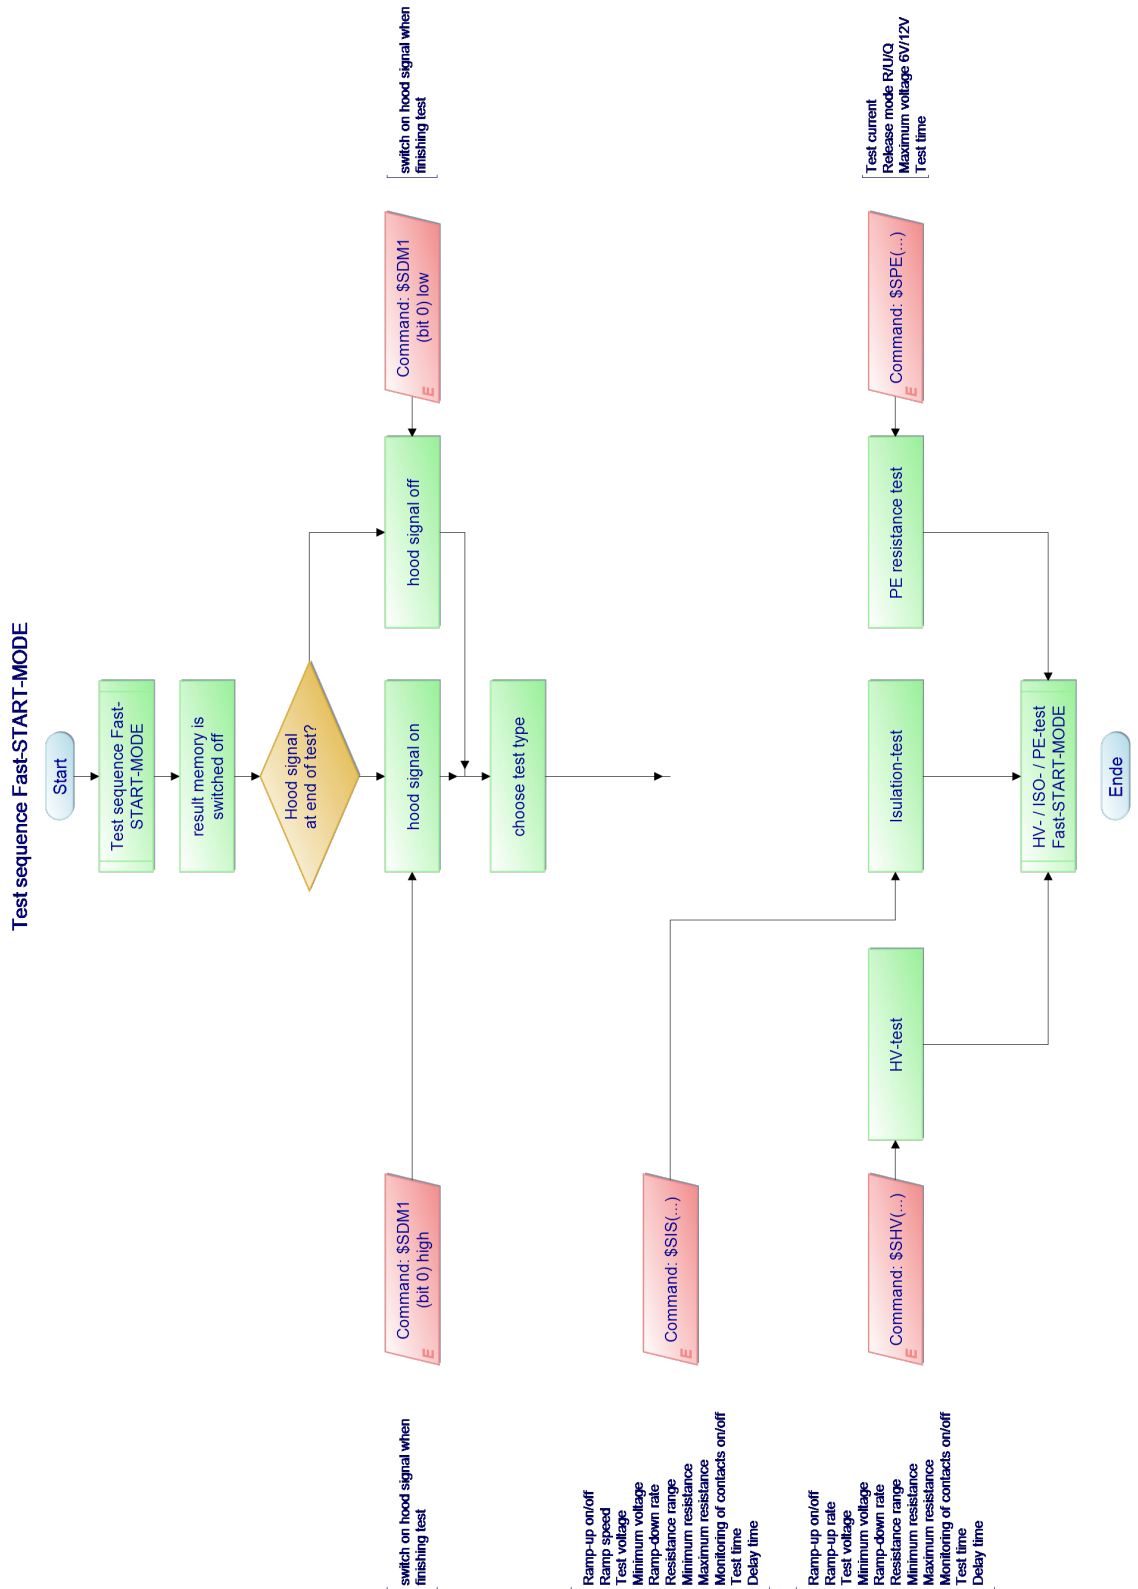 Test sequence Fast-START-MODE
Start
Test sequence Fast-
START-MODE
result memory is
switched off
Hood signal
at end of test?
switch on hood signal when
finishing test
Command: $SDM1
(bit 0) high
E
hood signal on
hood signal off
Command: $SDM1
(bit 0) low
E
switch on hood signal when
finishing test
choose test type
Ramp-up on/off
Ramp speed
Test voltage
Minimum voltage
Ramp-down rate
Resistance range
Minimum resistance
Maximum resistance
Monitoring of contacts on/off
Test time
Delay time
Command: $SIS(...)
E
Ramp-up on/off
Ramp-up rate
Test voltage
Minimum voltage
Ramp-down rate
Resistance range
Minimum resistance
Maximum resistance
Monitoring of contacts on/off
Test time
Delay time
Command: $SHV(...)
E
HV-test
Isulation-test
PE resistance test
Command: $SPE(...)
E
Test current
Release mode R/U/Q
Maximum voltage 6V/12V
Test time
HV- / ISO- / PE-test
Fast-START-MODE
Ende